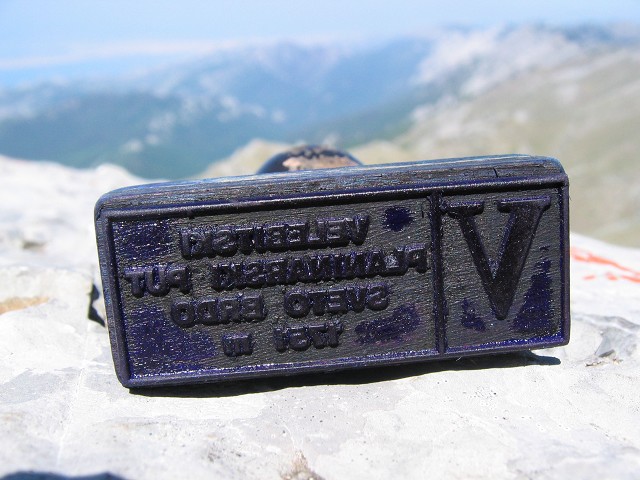 V
VELEBITSKI
PLANINARSKI PUT
SVETO BRDO
1751 m